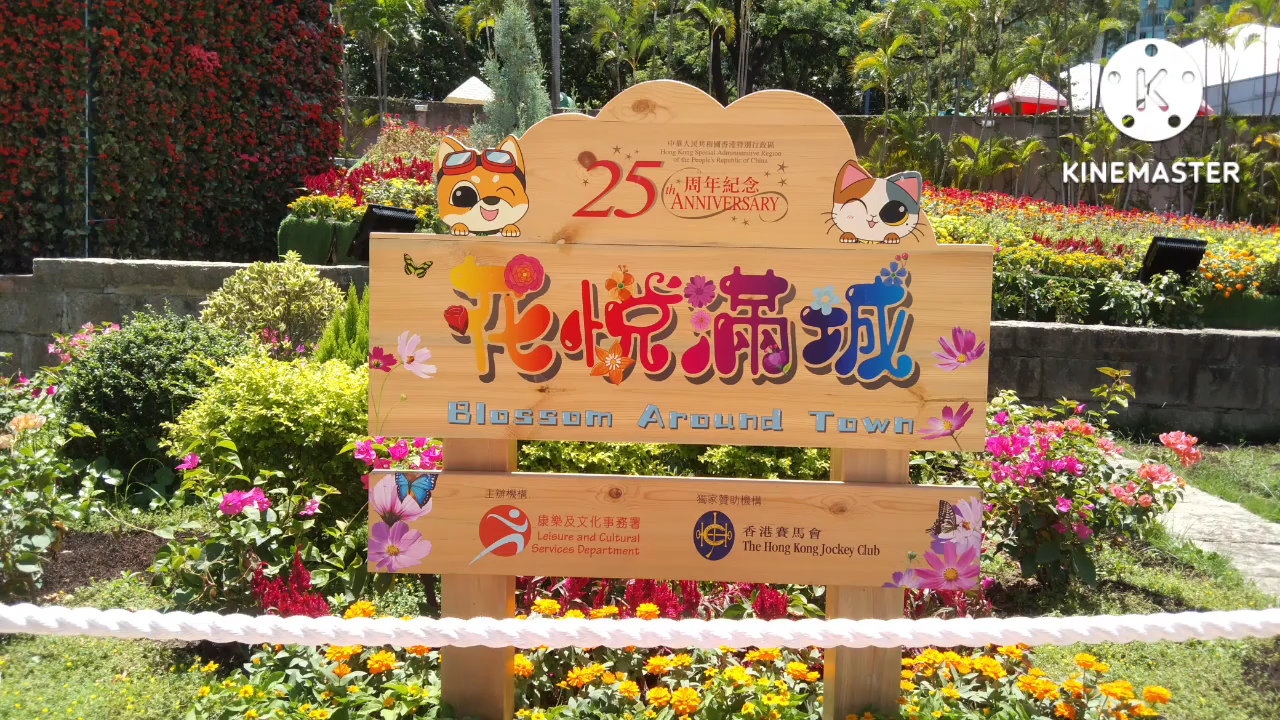 K
KINEMASTER
中華人民共和國香港特別行政區
Hong Kong Special Administrative Region
of the People's Republic of China
25th 周年紀念
ANNIVERSARY
花悅滿城
Blossom Around Town
主辦機構
康樂及文化事務署
Leisure and Cultural
Services Department
獨家贊助機構
香港賽馬會
The Hong Kong Jockey Club